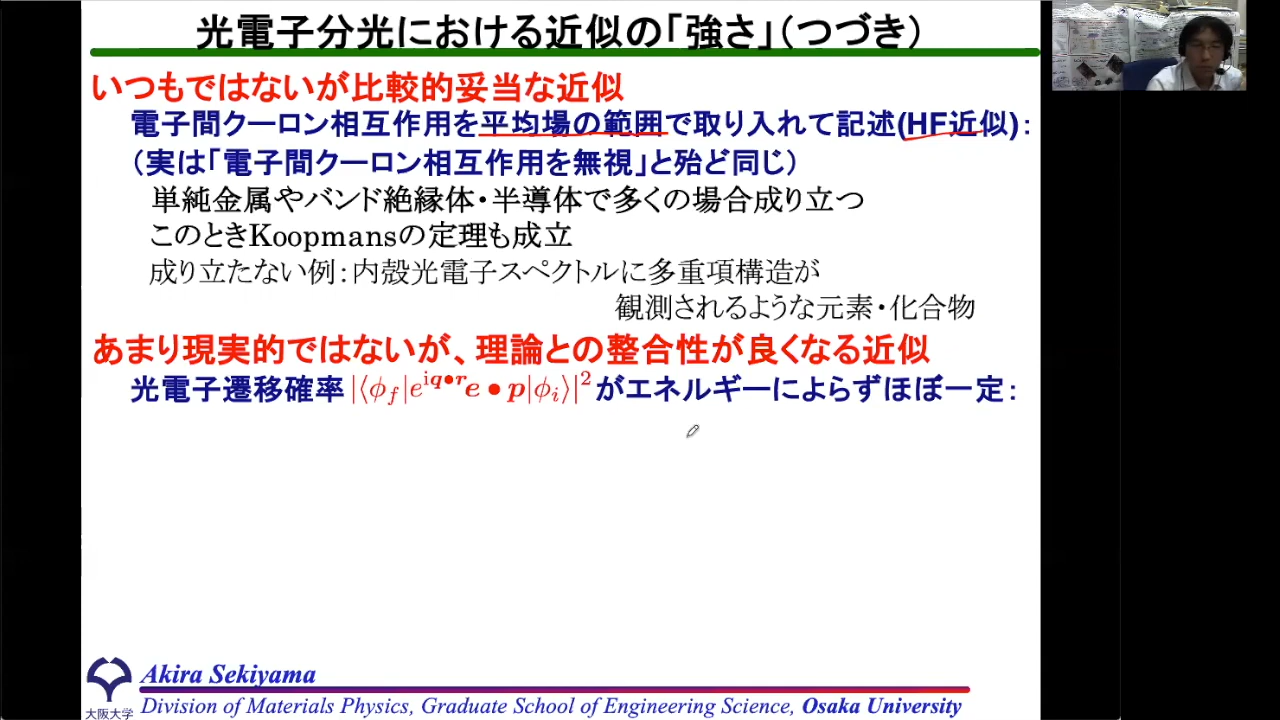 光電子分光における近似の「強さ」(つづき)
いつもではないが比較的妥当な近似
電子間クーロン相互作用を平均場の範囲で取り入れて記述(HF近似):
(実は「電子間クーロン相互作用を無視」と殆ど同じ)
単純金属やバンド絶縁体・半導体で多くの場合成り立つ
このときKoopmansの定理も成立
成り立たない例:内殻光電子スペクトルに多重項構造が
観測されるような元素・化合物
あまり現実的ではないが、理論との整合性が良くなる近似
光電子遷移確率|⟨ϕ_f|e^{iq•r}e•p|ϕ_i⟩|²がエネルギーによらずほぼ一定:
Akira Sekiyama
大阪大学
Division of Materials Physics, Graduate School of Engineering Science, Osaka University